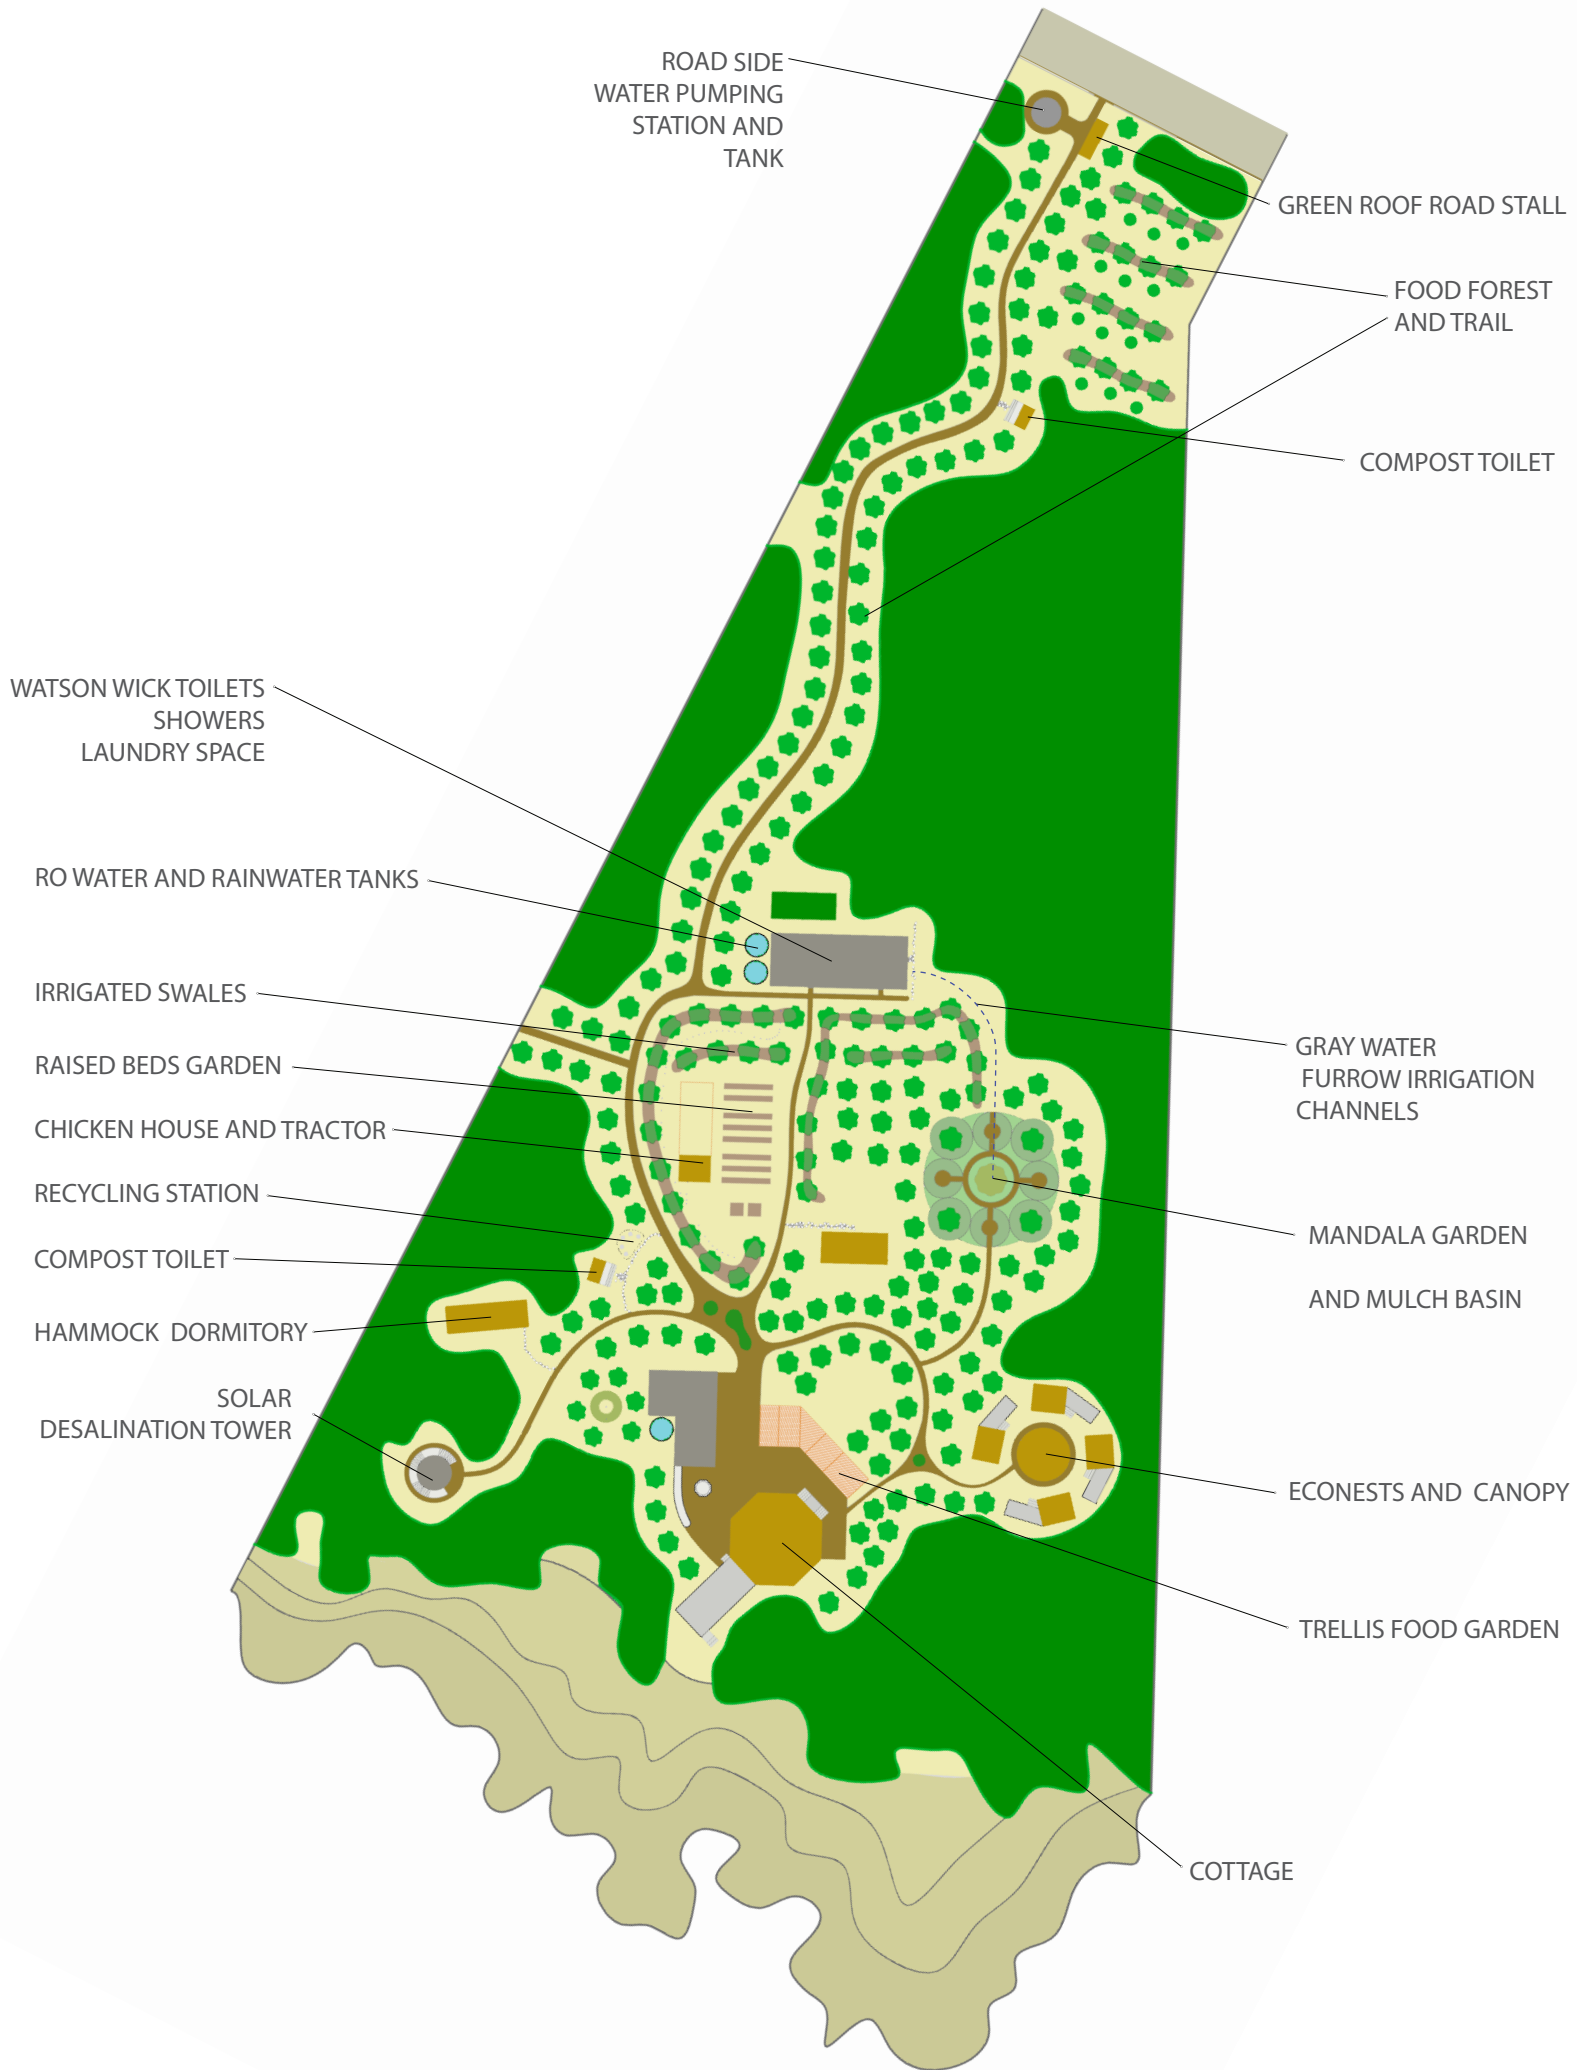 ROAD SIDE
WATER PUMPING
STATION AND
TANK
GREEN ROOF ROAD STALL
FOOD FOREST
AND TRAIL
COMPOST TOILET
WATSON WICK TOILETS
SHOWERS
LAUNDRY SPACE
RO WATER AND RAINWATER TANKS
IRRIGATED SWALES
RAISED BEDS GARDEN
CHICKEN HOUSE AND TRACTOR
RECYCLING STATION
COMPOST TOILET
HAMMOCK DORMITORY
SOLAR
DESALINATION TOWER
GRAY WATER
FURROW IRRIGATION
CHANNELS
MANDALA GARDEN
AND MULCH BASIN
ECONESTS AND CANOPY
TRELLIS FOOD GARDEN
COTTAGE